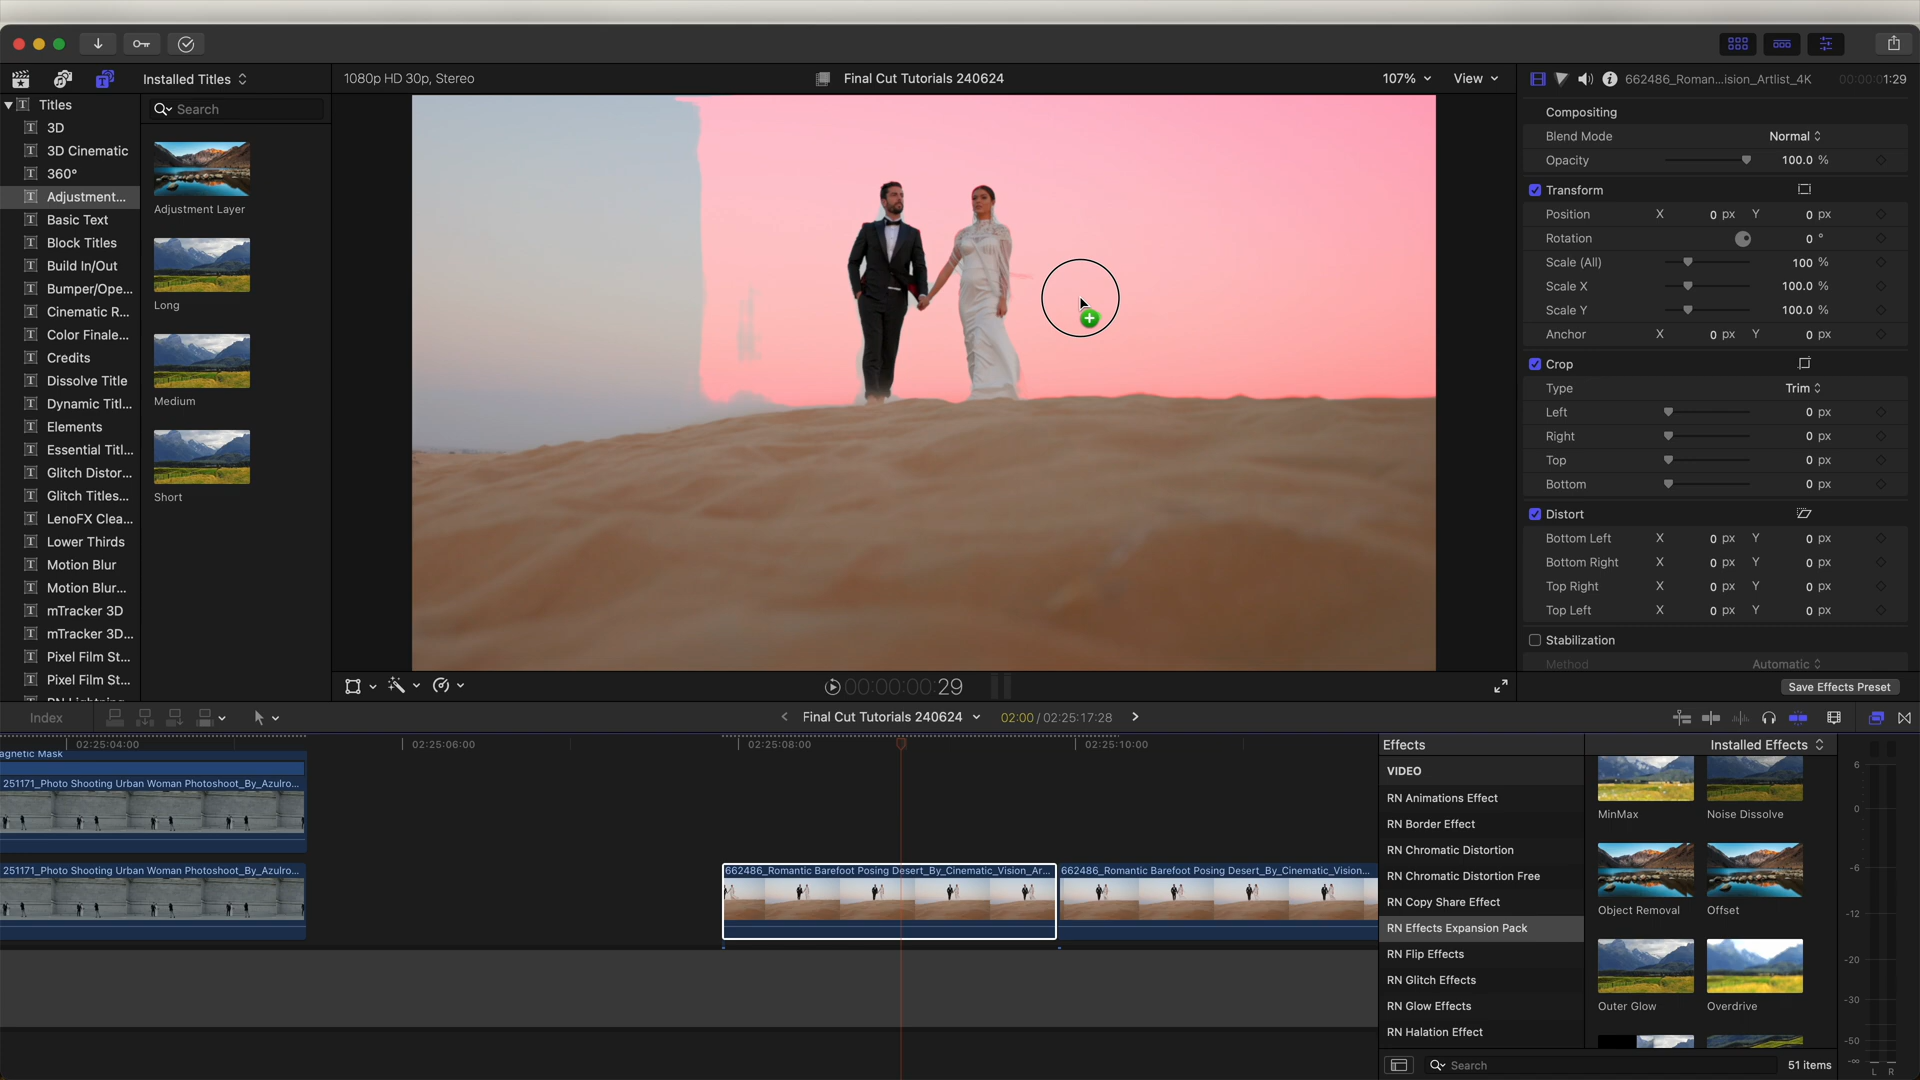 Installed Titles
1080p HD 30p, Stereo
Final Cut Tutorials 240624
107%
View
662486_Roman...ision_Artlist_4K
00:00:01:29
Titles
3D
3D Cinematic
360°
Adjustment...
Basic Text
Block Titles
Build In/Out
Bumper/Ope...
Cinematic R...
Color Finale...
Credits
Dissolve Title
Dynamic Titl...
Elements
Essential Titl...
Glitch Distor...
Glitch Titles...
LenoFX Clea...
Lower Thirds
Motion Blur
Motion Blur...
mTracker 3D
mTracker 3D...
Pixel Film St...
Pixel Film St...
Search
Adjustment Layer
Long
Medium
Short
Compositing
Blend Mode Normal
Opacity 100.0 %
Transform
Position X 0 px Y 0 px
Rotation 0 °
Scale (All) 100 %
Scale X 100.0 %
Scale Y 100.0 %
Anchor X 0 px Y 0 px
Crop
Type Trim
Left 0 px
Right 0 px
Top 0 px
Bottom 0 px
Distort
Bottom Left X 0 px Y 0 px
Bottom Right X 0 px Y 0 px
Top Right X 0 px Y 0 px
Top Left X 0 px Y 0 px
Stabilization
Method Automatic
00:00:00:29
Save Effects Preset
Index
Final Cut Tutorials 240624
02:00 / 02:25:17:28
02:25:04:00
02:25:06:00
02:25:08:00
02:25:10:00
agnetic Mask
251171_Photo Shooting Urban Woman Photoshoot_By_Azulro...
251171_Photo Shooting Urban Woman Photoshoot_By_Azulro...
662486_Romantic Barefoot Posing Desert_By_Cinematic_Vision_Ar...
662486_Romantic Barefoot Posing Desert_By_Cinematic_Vision...
Effects
Installed Effects
VIDEO
RN Animations Effect
RN Border Effect
RN Chromatic Distortion
RN Chromatic Distortion Free
RN Copy Share Effect
RN Effects Expansion Pack
RN Flip Effects
RN Glitch Effects
RN Glow Effects
RN Halation Effect
MinMax
Noise Dissolve
Object Removal
Offset
Outer Glow
Overdrive
Search
51 items
6
0
-6
-12
-20
-30
-50
-∞
L R